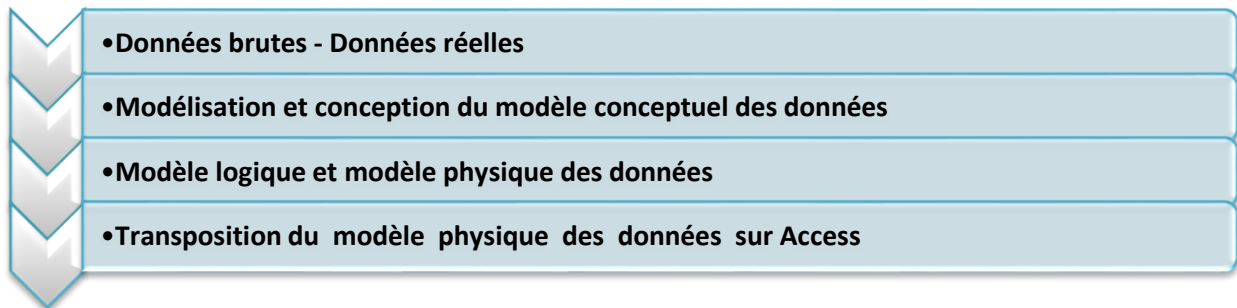 •Données brutes - Données réelles
•Modélisation et conception du modèle conceptuel des données
•Modèle logique et modèle physique des données
•Transposition du modèle physique des données sur Access